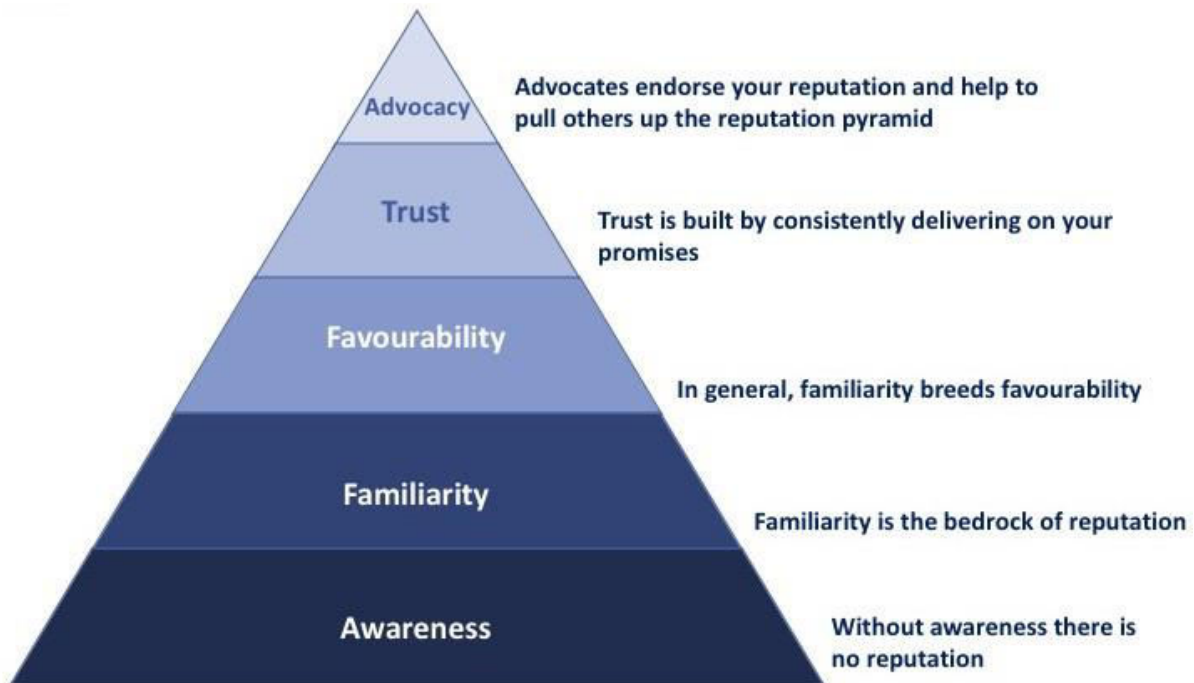 Advocacy
Advocates endorse your reputation and help to
pull others up the reputation pyramid
Trust
Trust is built by consistently delivering on your
promises
Favourability
In general, familiarity breeds favourability
Familiarity
Familiarity is the bedrock of reputation
Awareness
Without awareness there is
no reputation